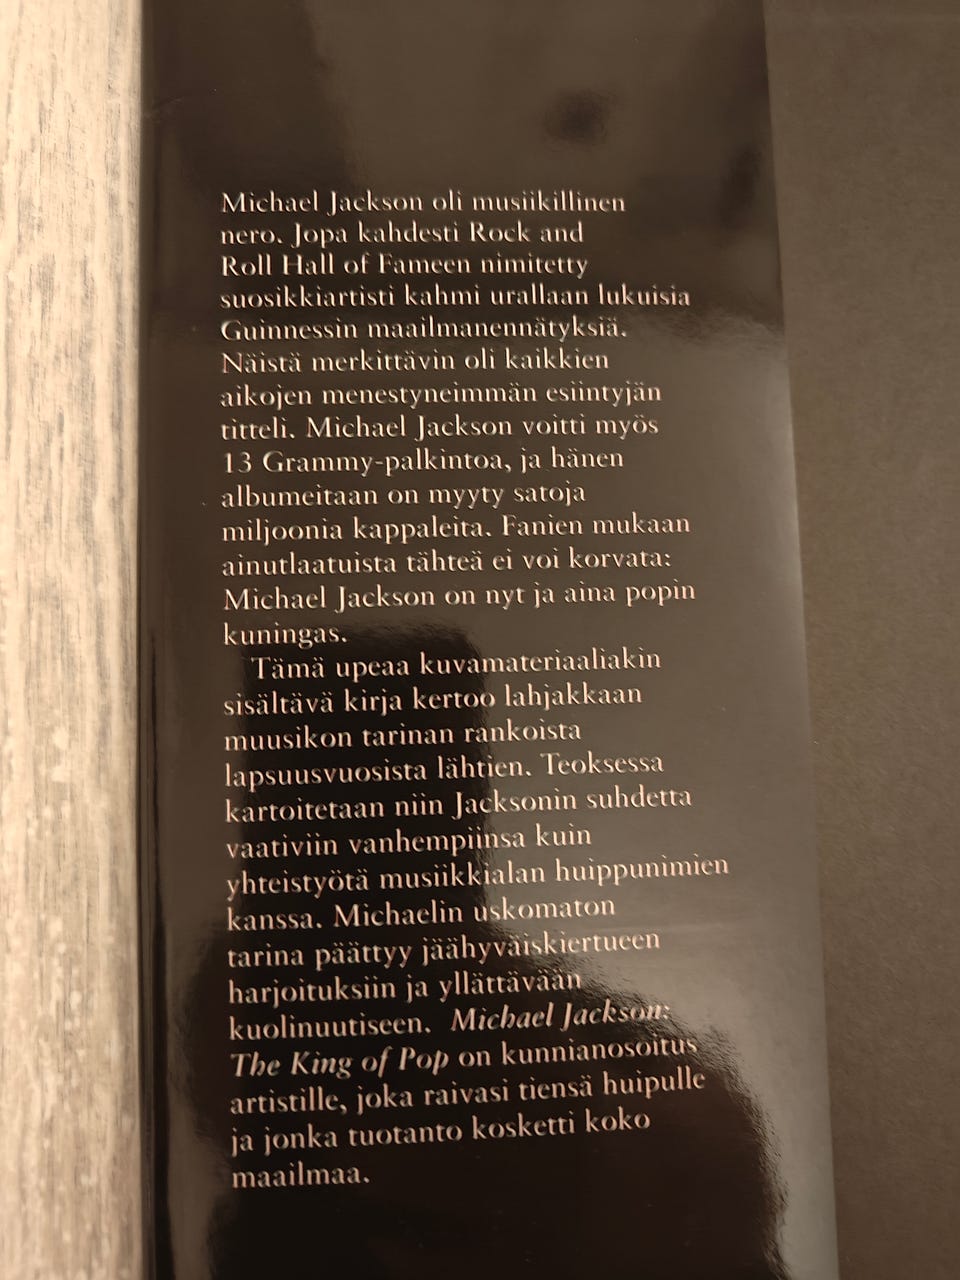 Michael Jackson oli musiikillinen
nero. Jopa kahdesti Rock and
Roll Hall of Fameen nimitetty
suosikkiartisti kahmi urallaan lukuisia
Guinnessin maailmanennätyksiä.
Näistä merkittävin oli kaikkien
aikojen menestyneimmän esiintyjän
titteli. Michael Jackson voitti myös
13 Grammy-palkintoa, ja hänen
albumeitaan on myyty satoja
miljoonia kappaleita. Fanien mukaan
ainutlaatuista tähteä ei voi korvata:
Michael Jackson on nyt ja aina popin
kuningas.
Tämä upeaa kuvamateriaaliakin
sisältävä kirja kertoo lahjakkaan
muusikon tarinan rankoista
lapsuusvuosista lähtien. Teoksessa
kartoitetaan niin Jacksonin suhdetta
vaativiin vanhempiinsa kuin
yhteistyötä musiikkialan huippunimien
kanssa. Michaelin uskomaton
tarina päättyy jäähyväiskiertueen
harjoituksiin ja yllättävään
kuolinuutiseen. Michael Jackson:
The King of Pop on kunnianosoitus
artistille, joka raivasi tiensä huipulle
ja jonka tuotanto kosketti koko
maailmaa.